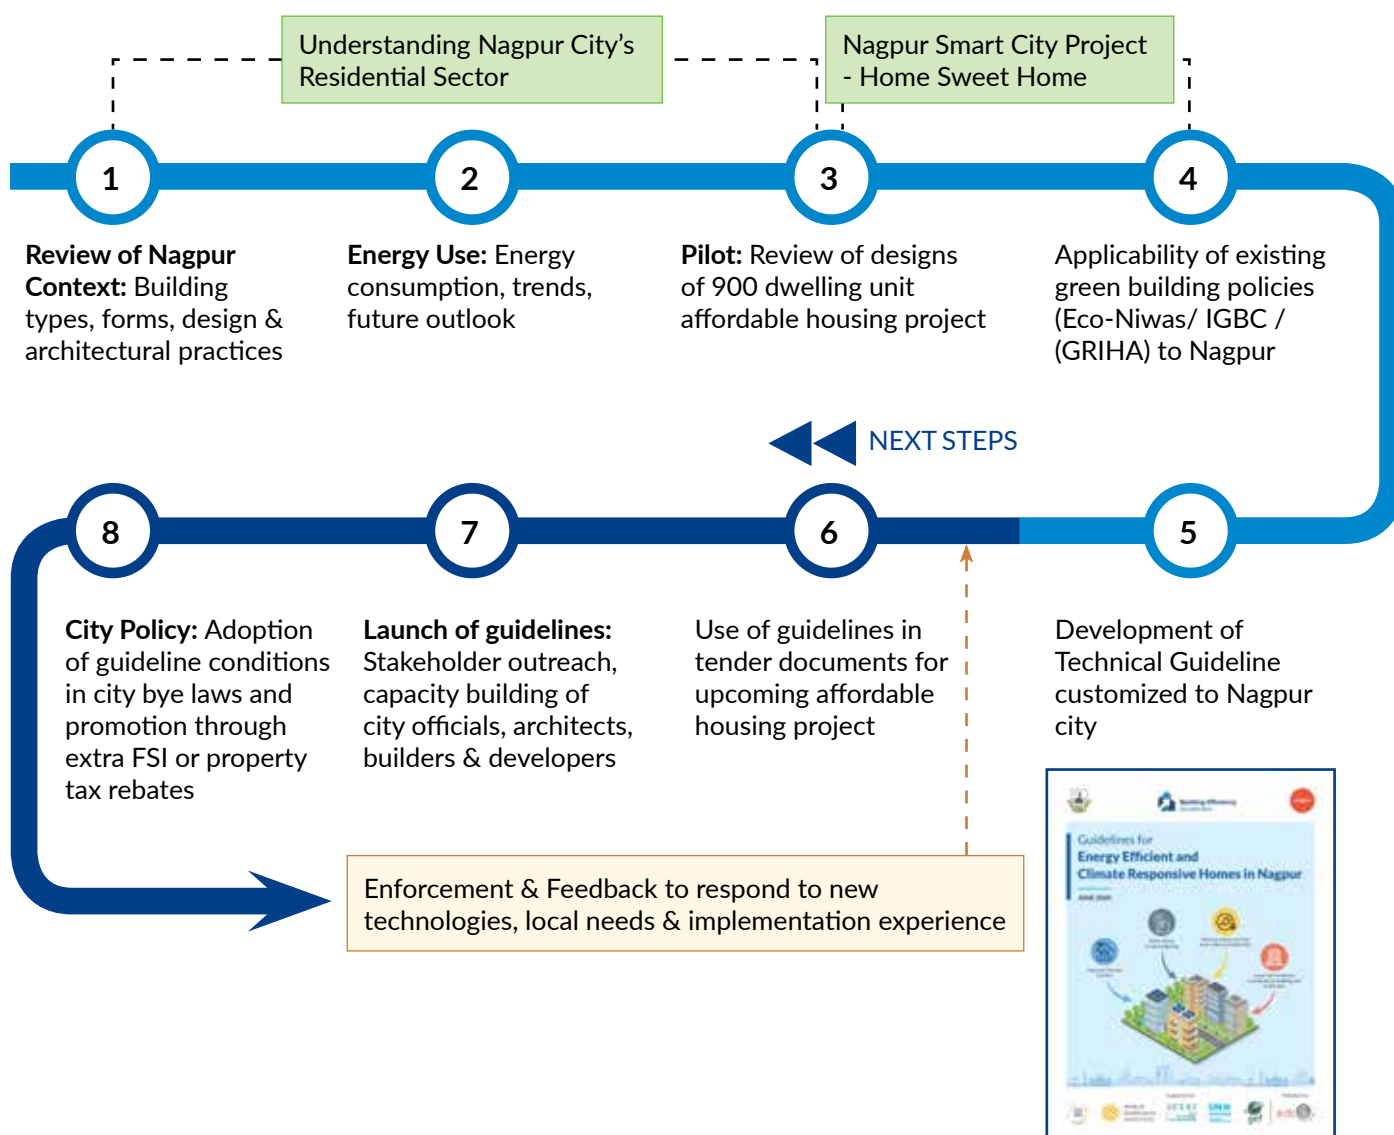 Understanding Nagpur City's
Residential Sector
Nagpur Smart City Project
- Home Sweet Home
1
2
3
4
Review of Nagpur
Context: Building
types, forms, design &
architectural practices
Energy Use: Energy
consumption, trends,
future outlook
Pilot: Review of designs
of 900 dwelling unit
affordable housing project
Applicability of existing
green building policies
(Eco-Niwas/ IGBC /
(GRIHA) to Nagpur
NEXT STEPS
8
7
6
5
City Policy: Adoption
of guideline conditions
in city bye laws and
promotion through
extra FSI or property
tax rebates
Launch of guidelines:
Stakeholder outreach,
capacity building of
city officials, architects,
builders & developers
Use of guidelines in
tender documents for
upcoming affordable
housing project
Development of
Technical Guideline
customized to Nagpur
city
Enforcement & Feedback to respond to new
technologies, local needs & implementation experience
Building Efficiency
Guidelines for
Energy Efficient and
Climate Responsive Homes in Nagpur
JUNE 2020